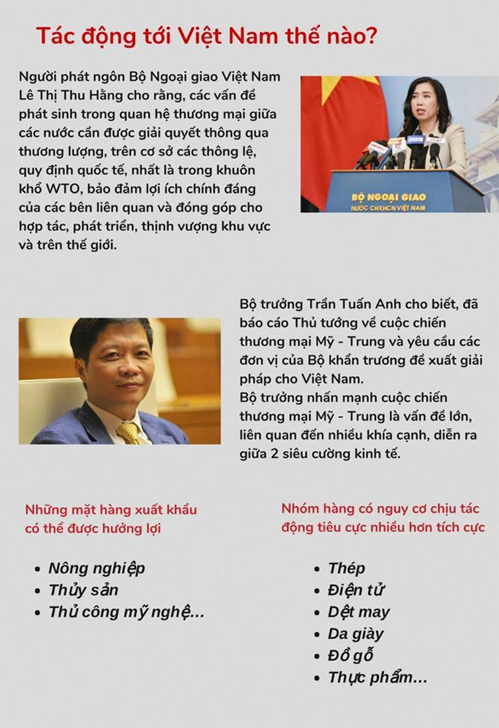 Tác động tới Việt Nam thế nào?
Người phát ngôn Bộ Ngoại giao Việt Nam
Lê Thị Thu Hằng cho rằng, các vấn đề
phát sinh trong quan hệ thương mại giữa
các nước cần được giải quyết thông qua
thương lượng, trên cơ sở các thông lệ,
quy định quốc tế, nhất là trong khuôn
khổ WTO, bảo đảm lợi ích chính đáng
của các bên liên quan và đóng góp cho
hợp tác, phát triển, thịnh vượng khu vực
và trên thế giới.
BỘ NGOẠI GIAO
NƯỚC CHXHCN VIỆT NAM
Bộ trưởng Trần Tuấn Anh cho biết, đã
báo cáo Thủ tướng về cuộc chiến
thương mại Mỹ - Trung và yêu cầu các
đơn vị của Bộ khẩn trương đề xuất giải
pháp cho Việt Nam.
Bộ trưởng nhấn mạnh cuộc chiến
thương mại Mỹ - Trung là vấn đề lớn,
liên quan đến nhiều khía cạnh, diễn ra
giữa 2 siêu cường kinh tế.
Những mặt hàng xuất khẩu
có thể được hưởng lợi
• Nông nghiệp
• Thủy sản
• Thủ công mỹ nghệ...
Nhóm hàng có nguy cơ chịu tác
động tiêu cực nhiều hơn tích cực
• Thép
• Điện tử
• Dệt may
• Da giày
• Đồ gỗ
• Thực phẩm...